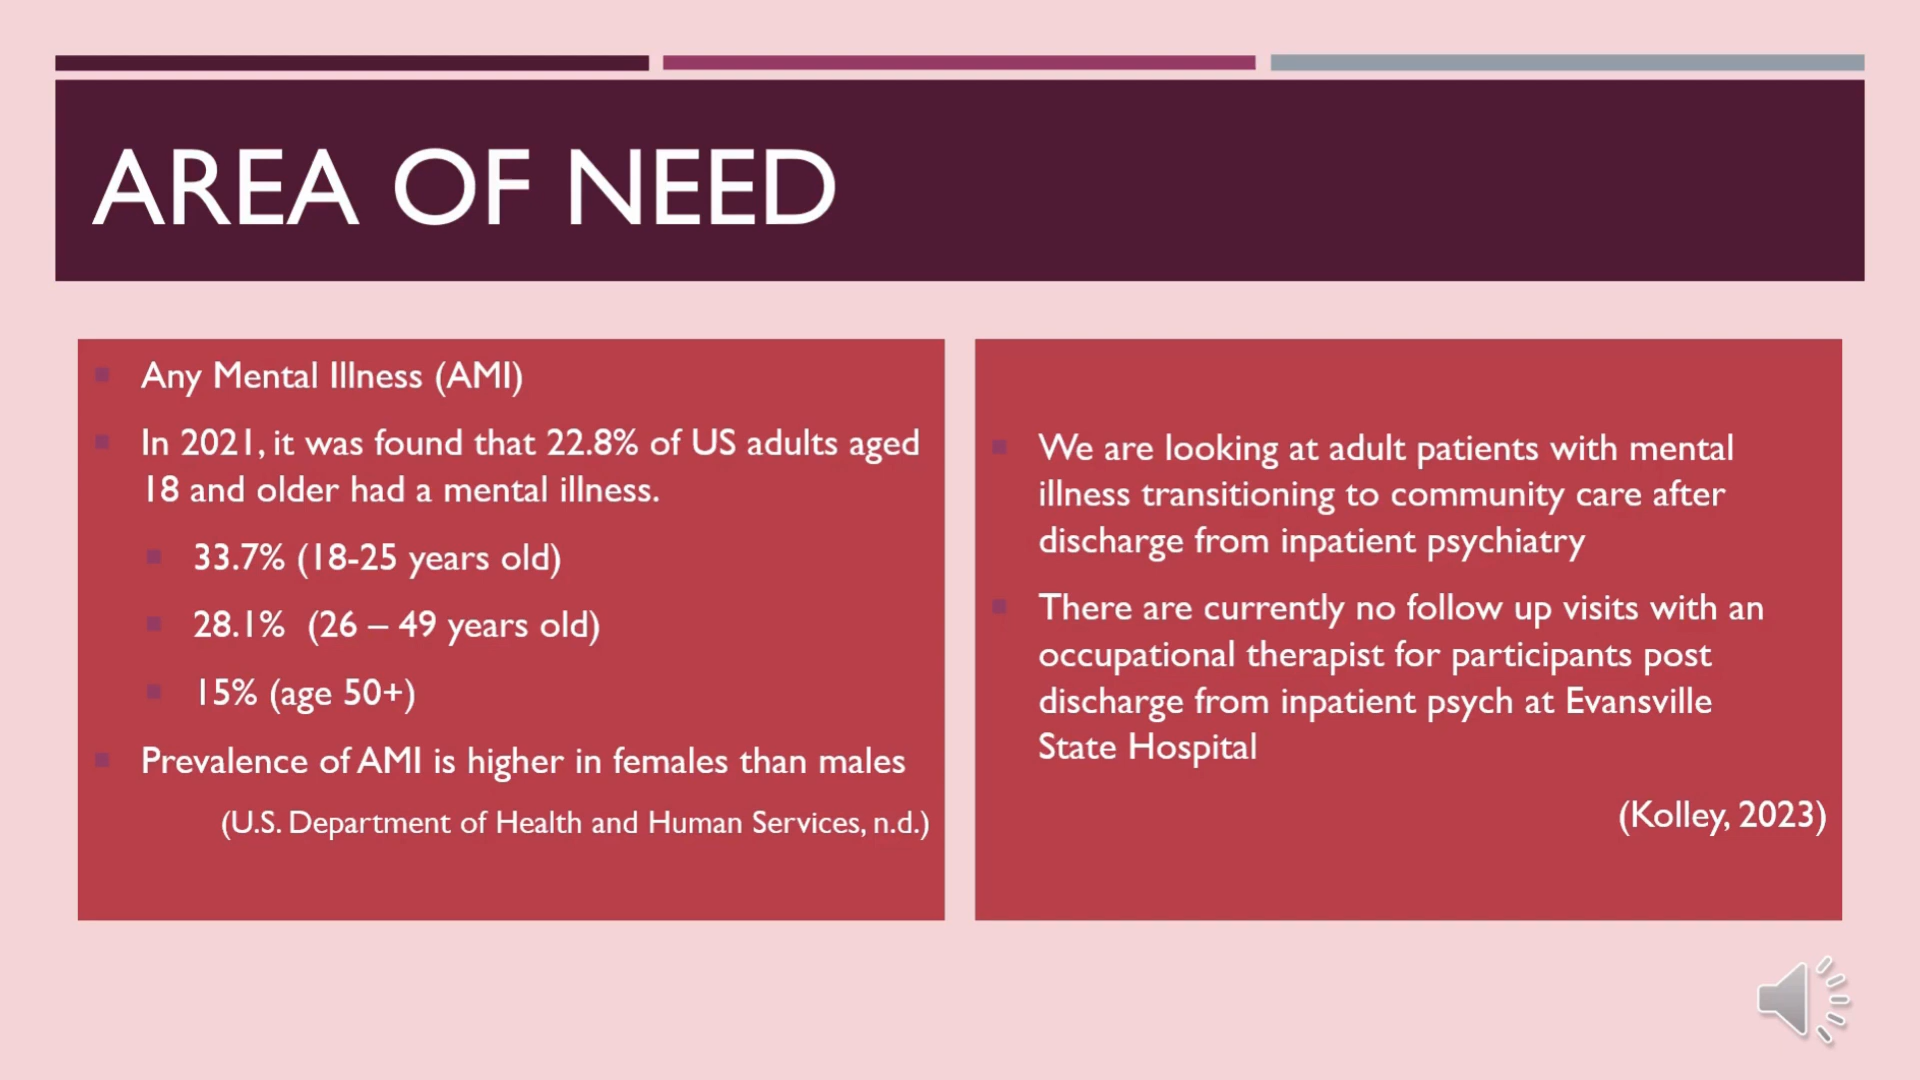 AREA OF NEED
Any Mental Illness (AMI)
In 2021, it was found that 22.8% of US adults aged
18 and older had a mental illness.
33.7% (18-25 years old)
28.1% (26 – 49 years old)
15% (age 50+)
Prevalence of AMI is higher in females than males
(U.S. Department of Health and Human Services, n.d.)
We are looking at adult patients with mental
illness transitioning to community care after
discharge from inpatient psychiatry
There are currently no follow up visits with an
occupational therapist for participants post
discharge from inpatient psych at Evansville
State Hospital
(Kolley, 2023)